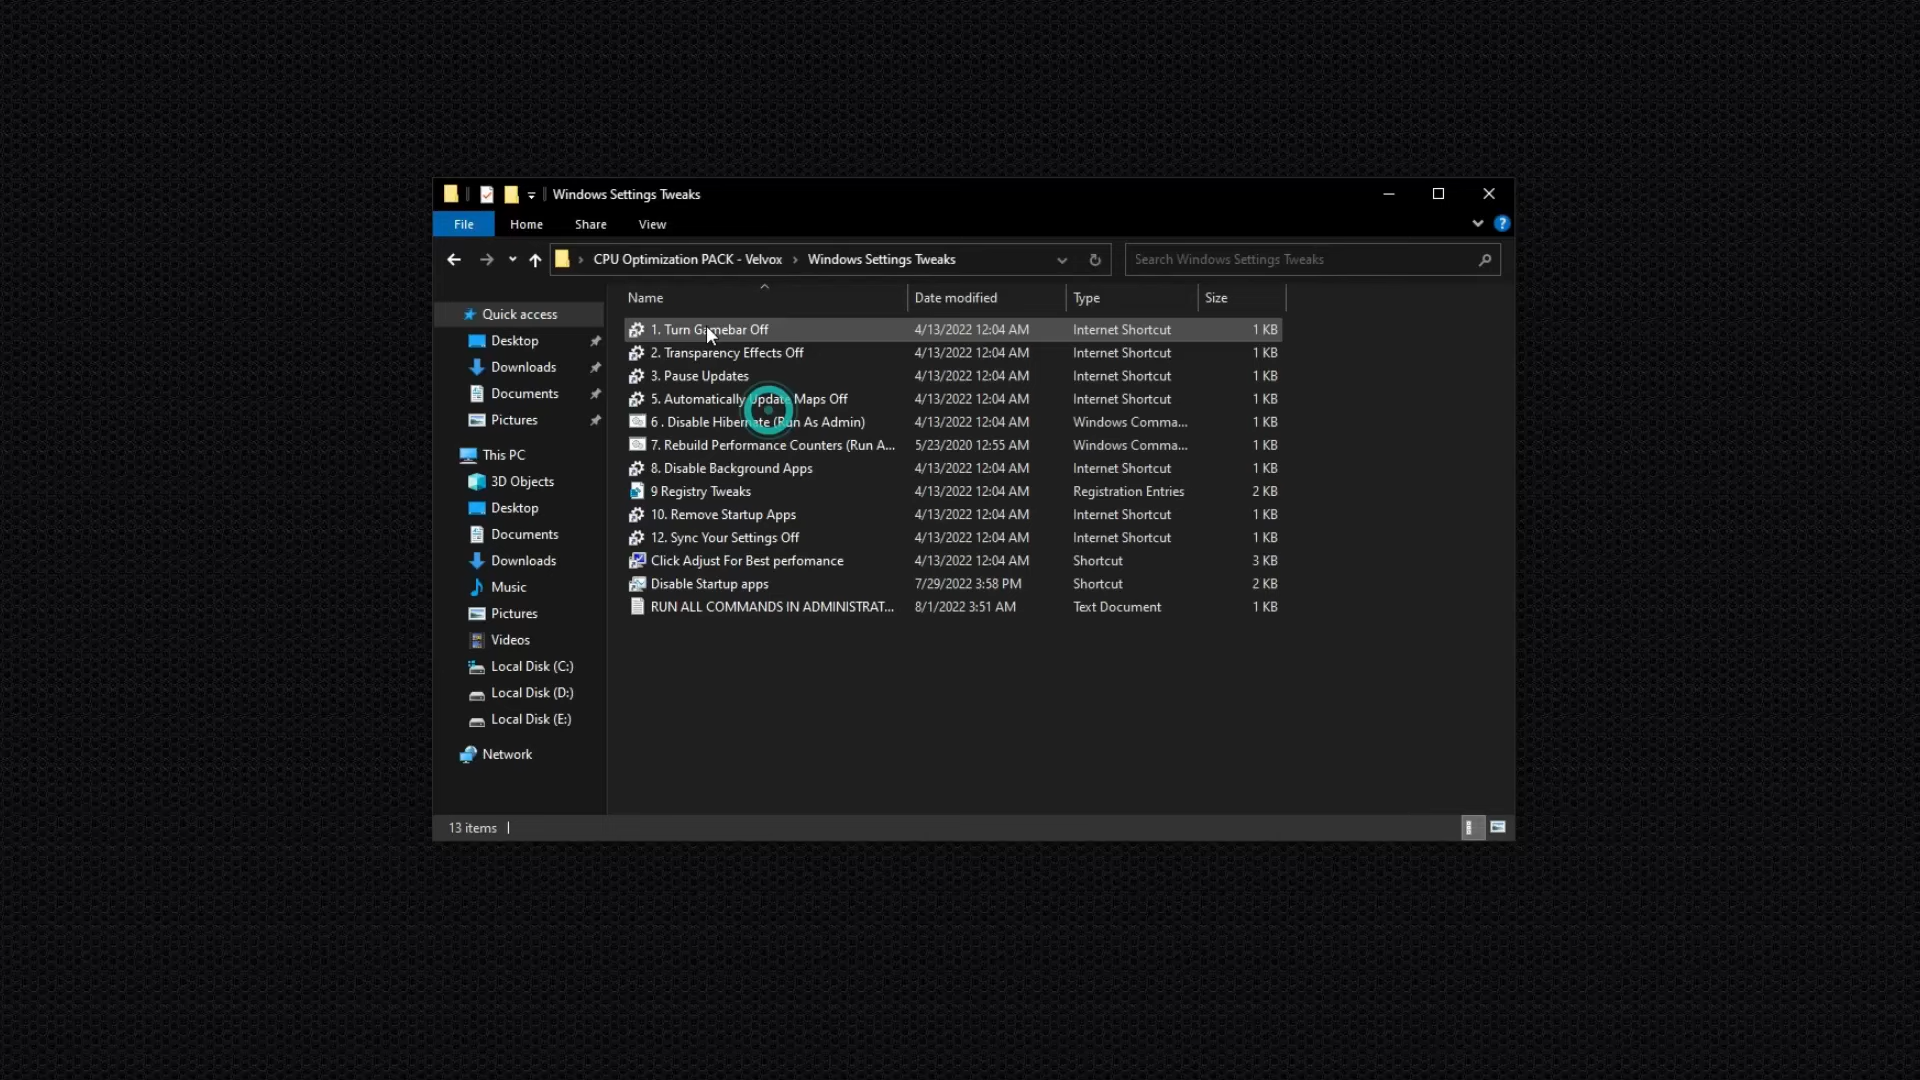 Windows Settings Tweaks
File Home Share View
CPU Optimization PACK - Velvox > Windows Settings Tweaks
Search Windows Settings Tweaks
Name Date modified Type Size
Quick access
Desktop
Downloads
Documents
Pictures
This PC
3D Objects
Desktop
Documents
Downloads
Music
Pictures
Videos
Local Disk (C:)
Local Disk (D:)
Local Disk (E:)
Network
1. Turn Gamebar Off 4/13/2022 12:04 AM Internet Shortcut 1 KB
2. Transparency Effects Off 4/13/2022 12:04 AM Internet Shortcut 1 KB
3. Pause Updates 4/13/2022 12:04 AM Internet Shortcut 1 KB
5. Automatically Update Maps Off 4/13/2022 12:04 AM Internet Shortcut 1 KB
6 . Disable Hibernate (Run As Admin) 4/13/2022 12:04 AM Windows Comma... 1 KB
7. Rebuild Performance Counters (Run A... 5/23/2020 12:55 AM Windows Comma... 1 KB
8. Disable Background Apps 4/13/2022 12:04 AM Internet Shortcut 1 KB
9 Registry Tweaks 4/13/2022 12:04 AM Registration Entries 2 KB
10. Remove Startup Apps 4/13/2022 12:04 AM Internet Shortcut 1 KB
12. Sync Your Settings Off 4/13/2022 12:04 AM Internet Shortcut 1 KB
Click Adjust For Best perfomance 4/13/2022 12:04 AM Shortcut 3 KB
Disable Startup apps 7/29/2022 3:58 PM Shortcut 2 KB
RUN ALL COMMANDS IN ADMINISTRAT... 8/1/2022 3:51 AM Text Document 1 KB
13 items